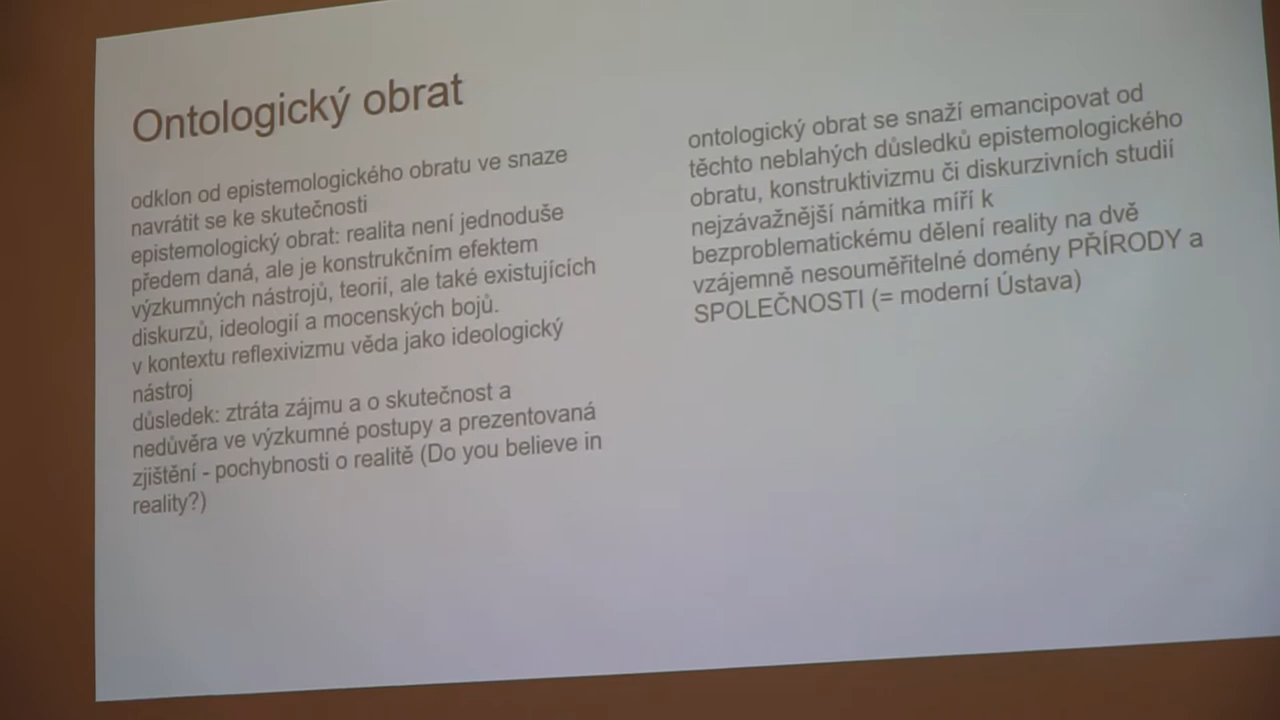 Ontologický obrat
odklon od epistemologického obratu ve snaze
navrátit se ke skutečnosti
epistemologický obrat: realita není jednoduše
předem daná, ale je konstrukčním efektem
výzkumných nástrojů, teorií, ale také existujících
diskurzů, ideologií a mocenských bojů.
v kontextu reflexivizmu věda jako ideologický
nástroj
důsledek: ztráta zájmu a o skutečnost a
nedůvěra ve výzkumné postupy a prezentovaná
zjištění - pochybnosti o realitě (Do you believe in
reality?)
ontologický obrat se snaží emancipovat od
těchto neblahých důsledků epistemologického
obratu, konstruktivizmu či diskurzivních studií
nejzávažnější námitka míří k
bezproblematickému dělení reality na dvě
vzájemně nesouměřitelné domény PŘÍRODY a
SPOLEČNOSTI (= moderní Ústava)